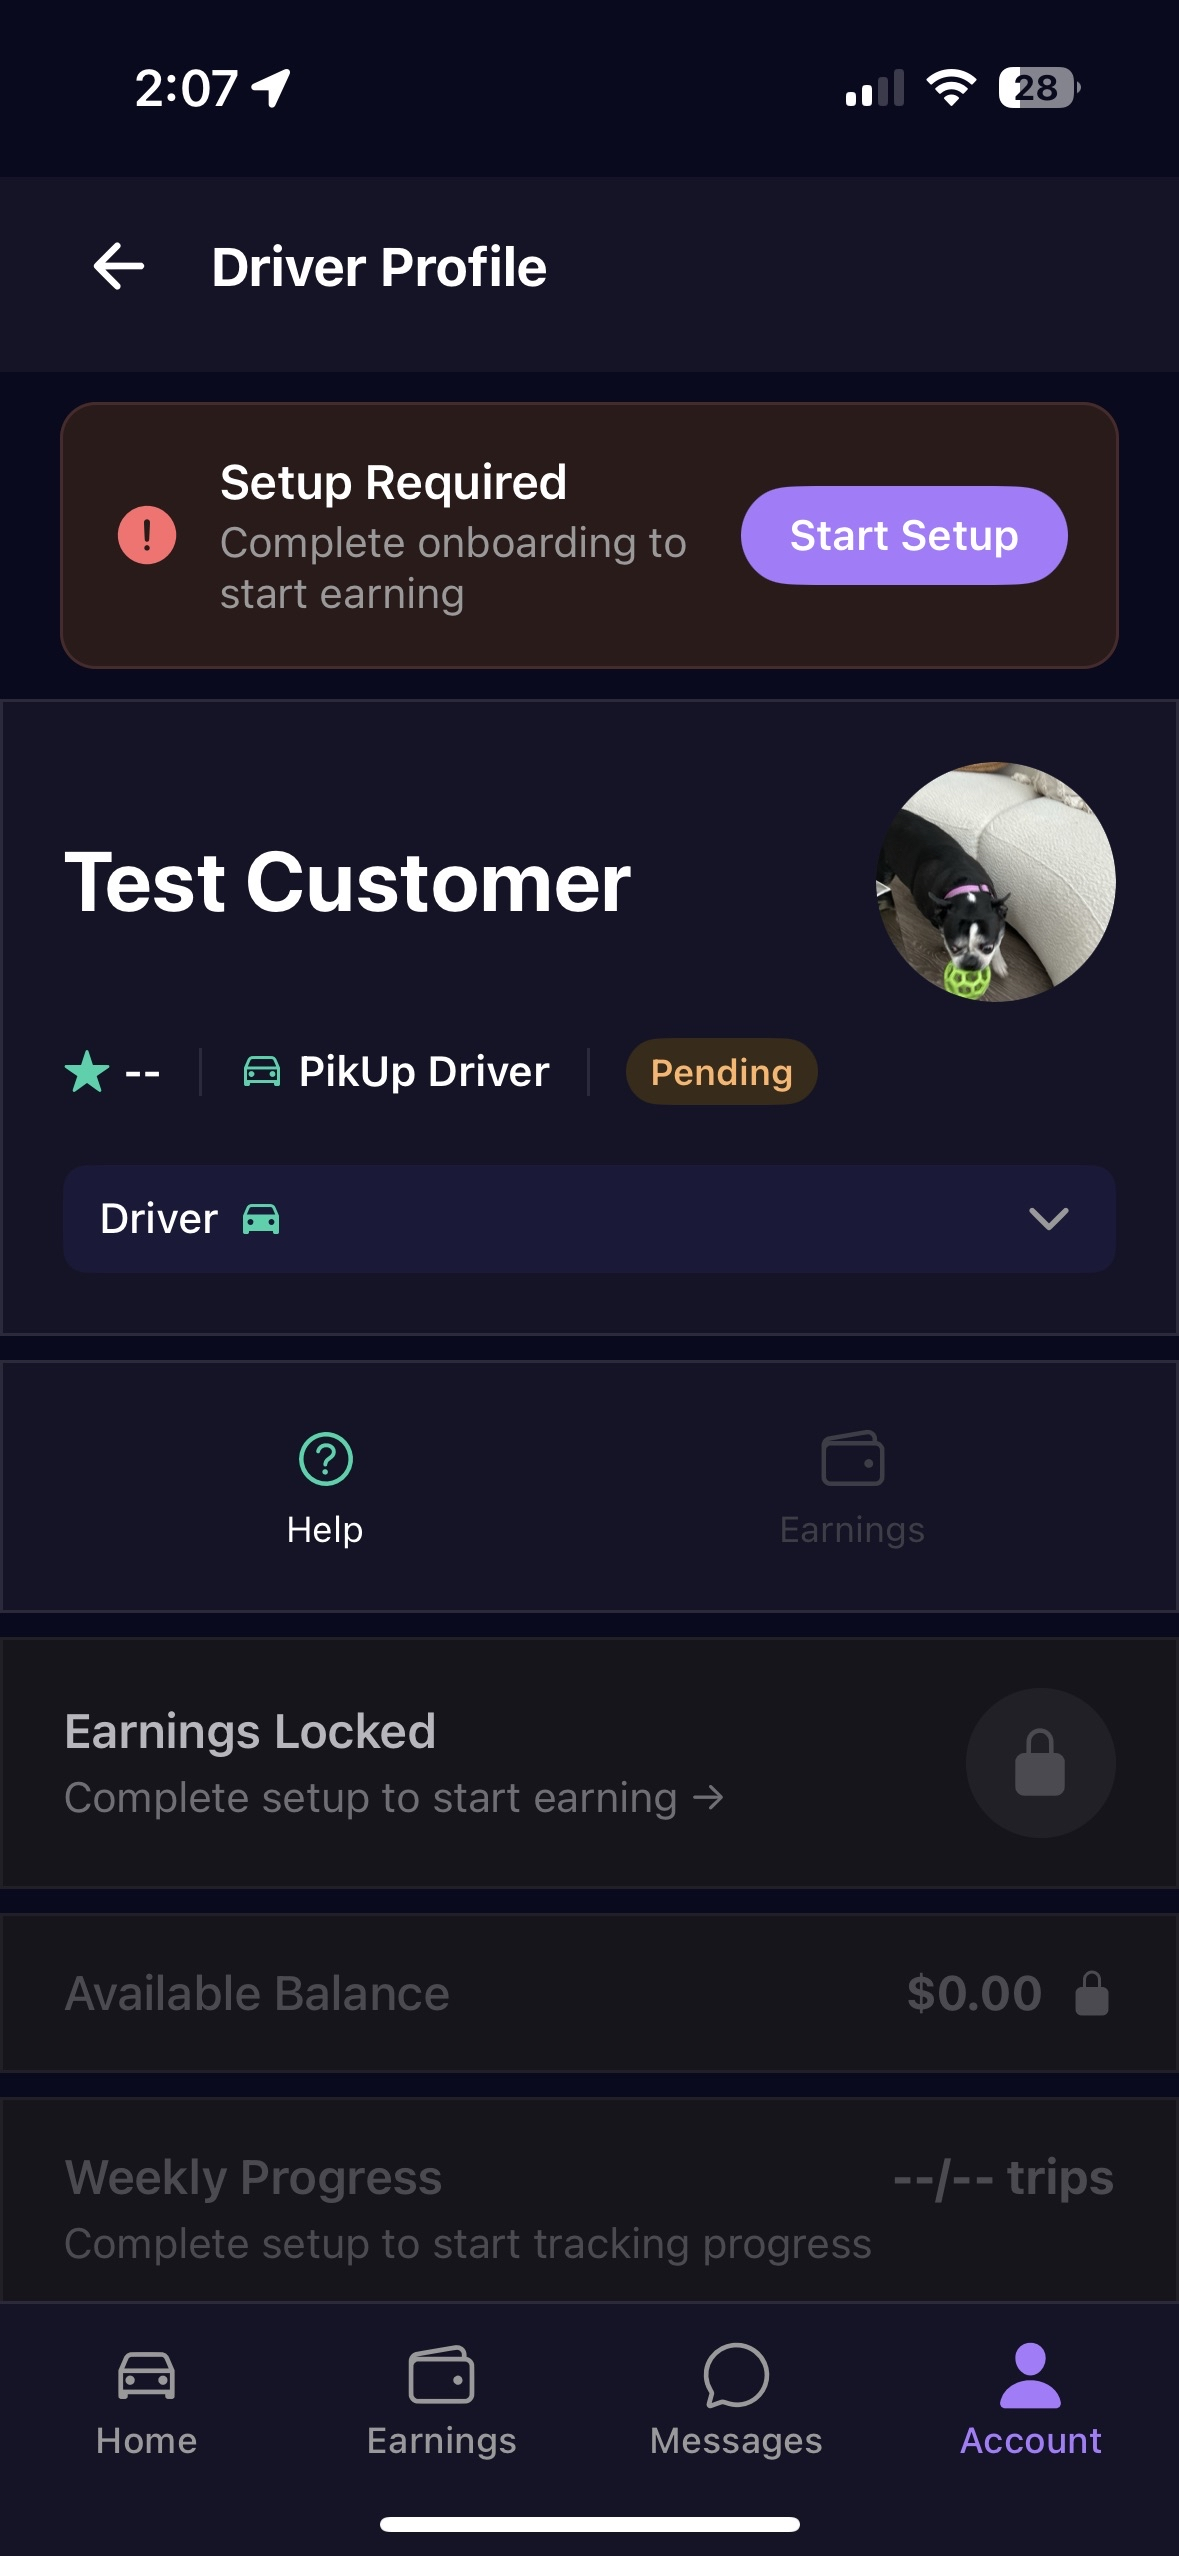 2:07
28
Driver Profile
Setup Required
Complete onboarding to
start earning
Start Setup
Test Customer
--
PikUp Driver
Pending
Driver
Help
Earnings
Earnings Locked
Complete setup to start earning →
Available Balance
$0.00
Weekly Progress
--/-- trips
Complete setup to start tracking progress
Home
Earnings
Messages
Account